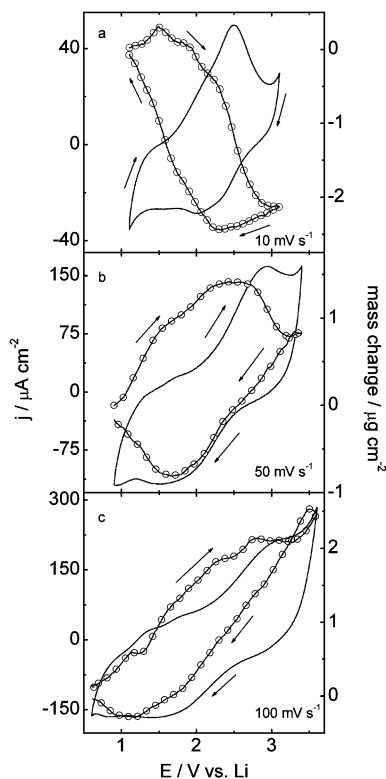 a
40
0
-40
0
-1
-2
10 mV s⁻¹
b
150
75
0
-75
1
0
-1
50 mV s⁻¹
c
300
150
0
-150
2
1
0
100 mV s⁻¹
j / μA cm⁻²
mass change / μg cm⁻²
1 2 3
E / V vs. Li